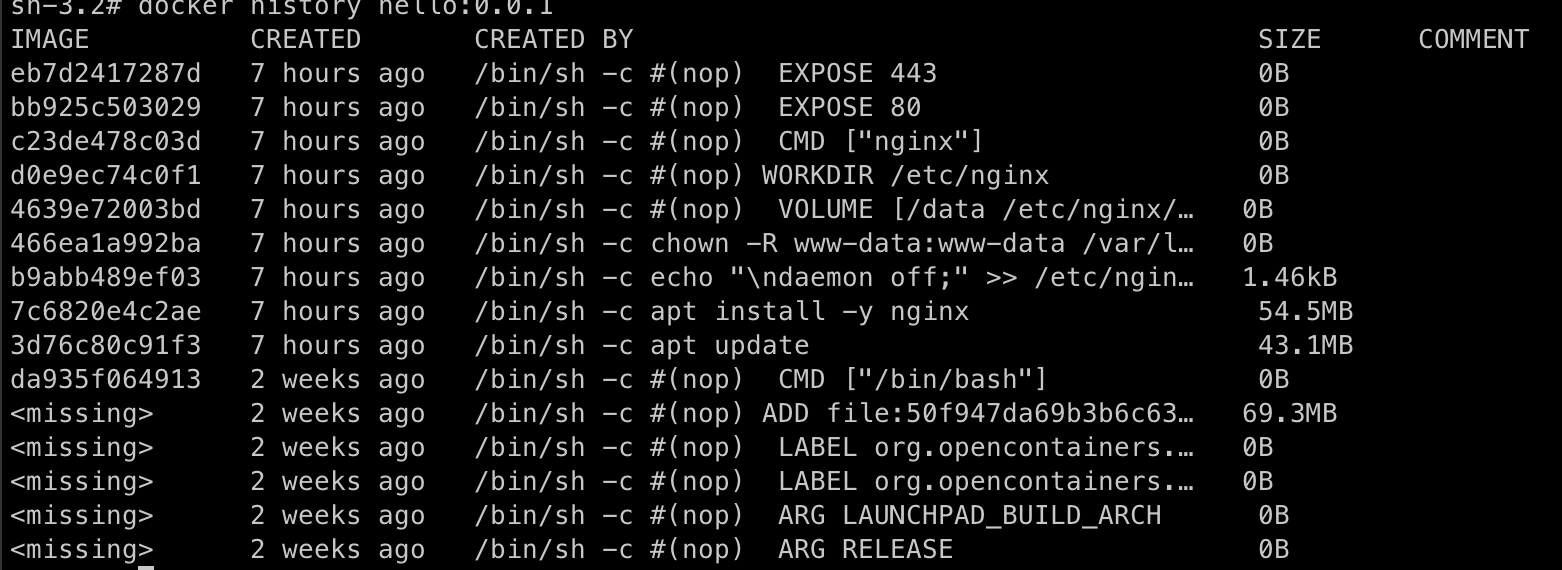 sh-3.2# docker history hello:0.0.1
IMAGE CREATED CREATED BY SIZE COMMENT
eb7d2417287d 7 hours ago /bin/sh -c #(nop)  EXPOSE 443 0B
bb925c503029 7 hours ago /bin/sh -c #(nop)  EXPOSE 80 0B
c23de478c03d 7 hours ago /bin/sh -c #(nop)  CMD ["nginx"] 0B
d0e9ec74c0f1 7 hours ago /bin/sh -c #(nop) WORKDIR /etc/nginx 0B
4639e72003bd 7 hours ago /bin/sh -c #(nop)  VOLUME [/data /etc/nginx/… 0B
466ea1a992ba 7 hours ago /bin/sh -c chown -R www-data:www-data /var/l… 0B
b9abb489ef03 7 hours ago /bin/sh -c echo "\ndaemon off;" >> /etc/ngin… 1.46kB
7c6820e4c2ae 7 hours ago /bin/sh -c apt install -y nginx 54.5MB
3d76c80c91f3 7 hours ago /bin/sh -c apt update 43.1MB
da935f064913 2 weeks ago /bin/sh -c #(nop)  CMD ["/bin/bash"] 0B
<missing> 2 weeks ago /bin/sh -c #(nop) ADD file:50f947da69b3b6c63… 69.3MB
<missing> 2 weeks ago /bin/sh -c #(nop)  LABEL org.opencontainers.… 0B
<missing> 2 weeks ago /bin/sh -c #(nop)  LABEL org.opencontainers.… 0B
<missing> 2 weeks ago /bin/sh -c #(nop)  ARG LAUNCHPAD_BUILD_ARCH 0B
<missing> 2 weeks ago /bin/sh -c #(nop)  ARG RELEASE 0B